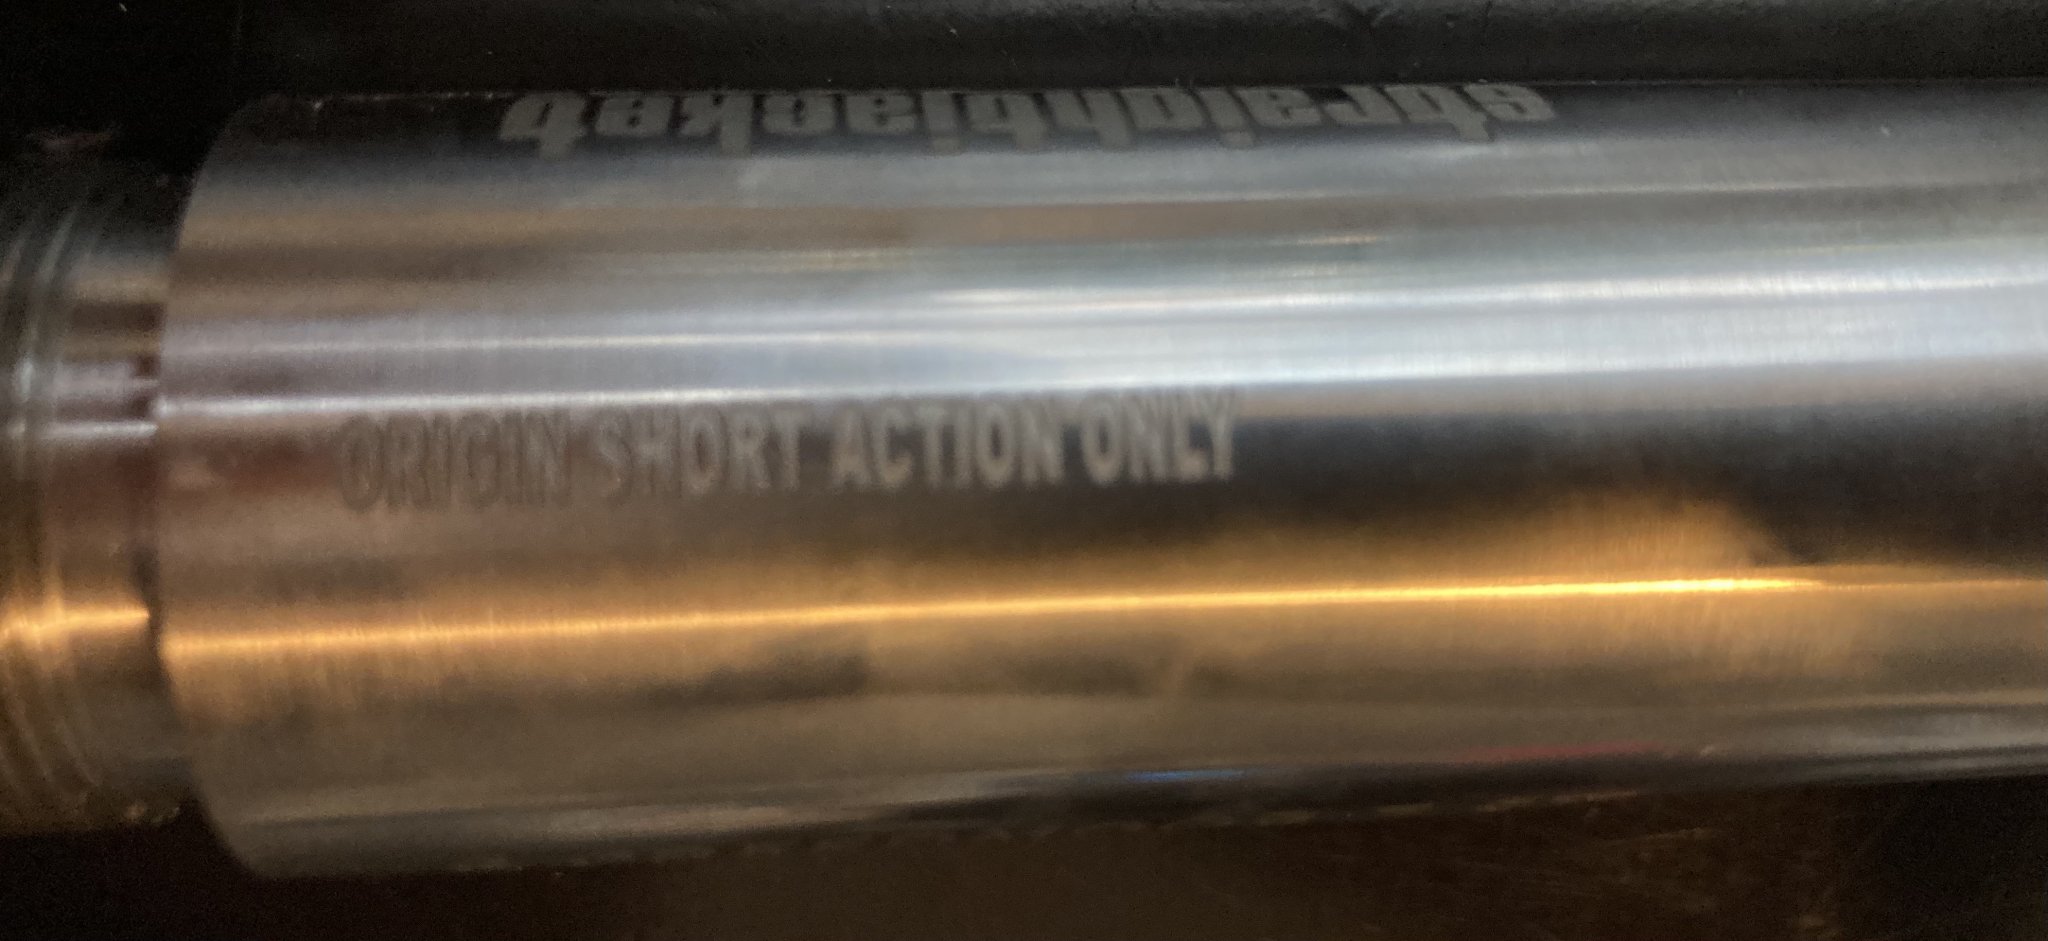 straightjacket
ORIGIN SHORT ACTION ONLY